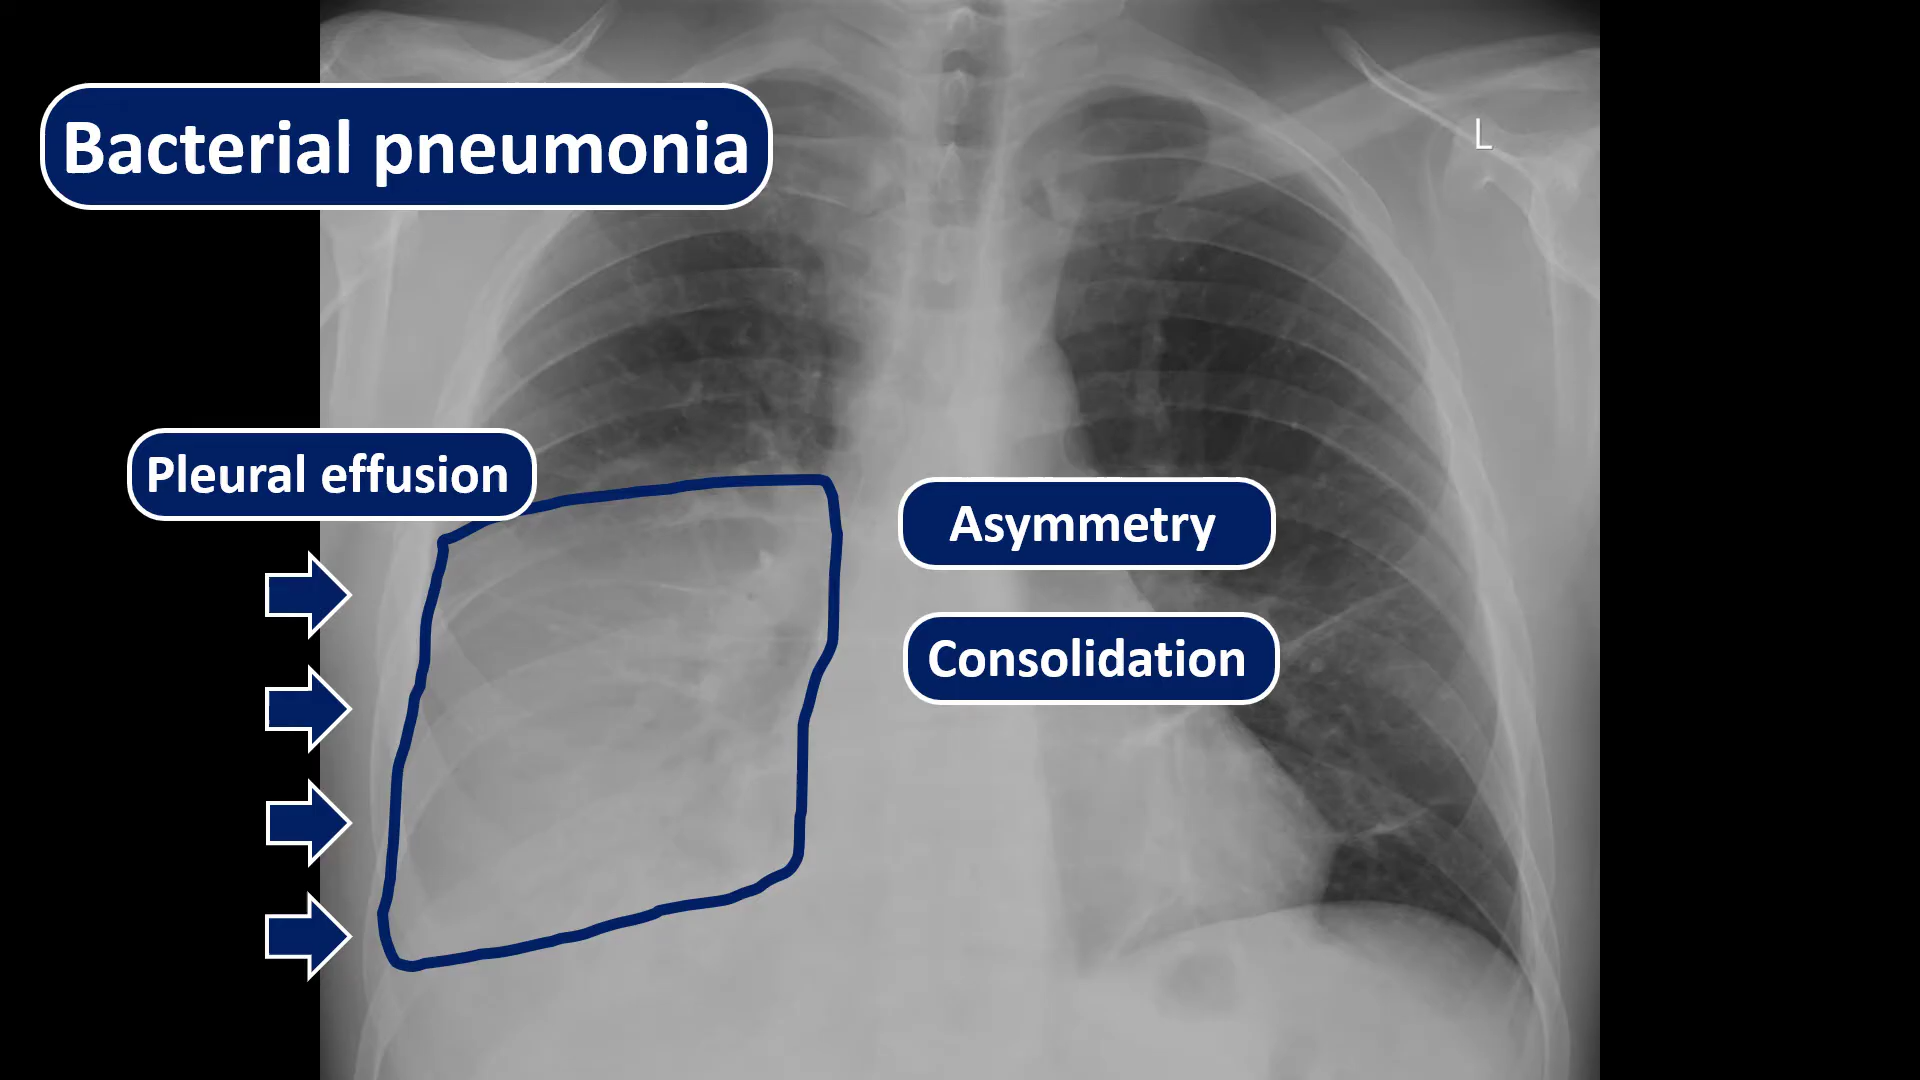 Bacterial pneumonia
L
Pleural effusion
Asymmetry
Consolidation